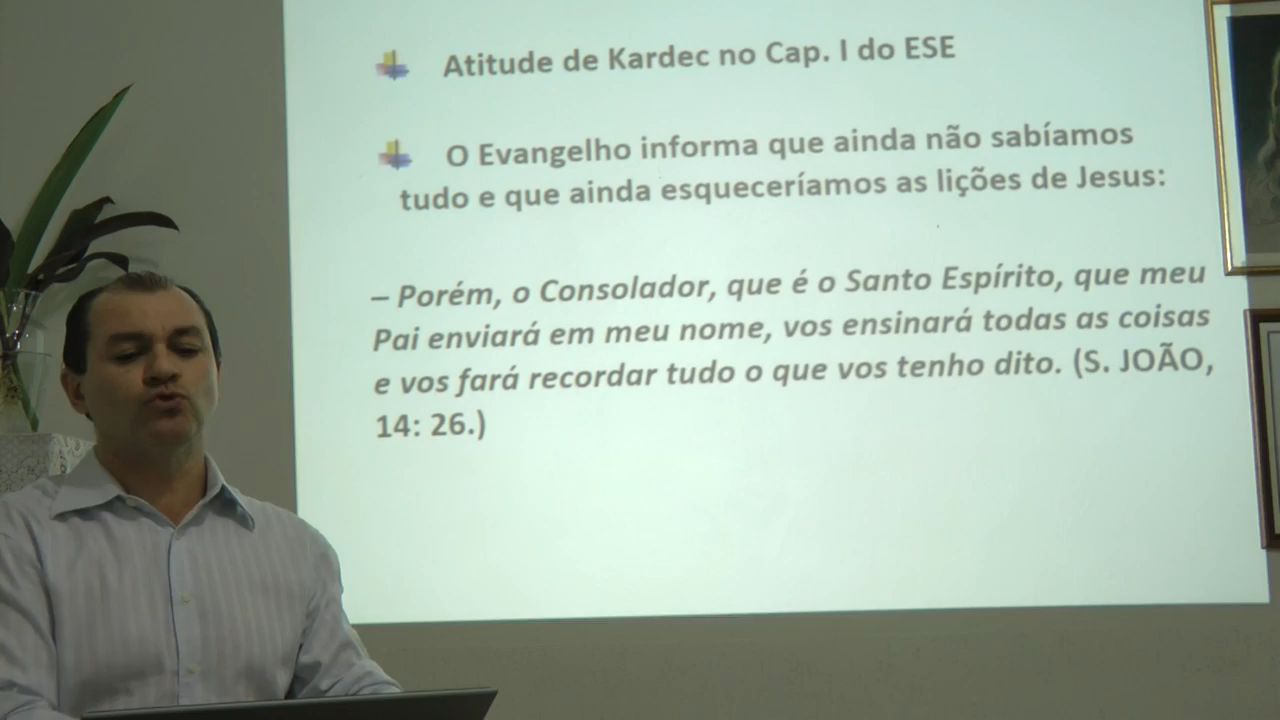 Atitude de Kardec no Cap. I do ESE
O Evangelho informa que ainda não sabíamos
tudo e que ainda esqueceríamos as lições de Jesus:
– Porém, o Consolador, que é o Santo Espírito, que meu
Pai enviará em meu nome, vos ensinará todas as coisas
e vos fará recordar tudo o que vos tenho dito. (S. JOÃO,
14: 26.)